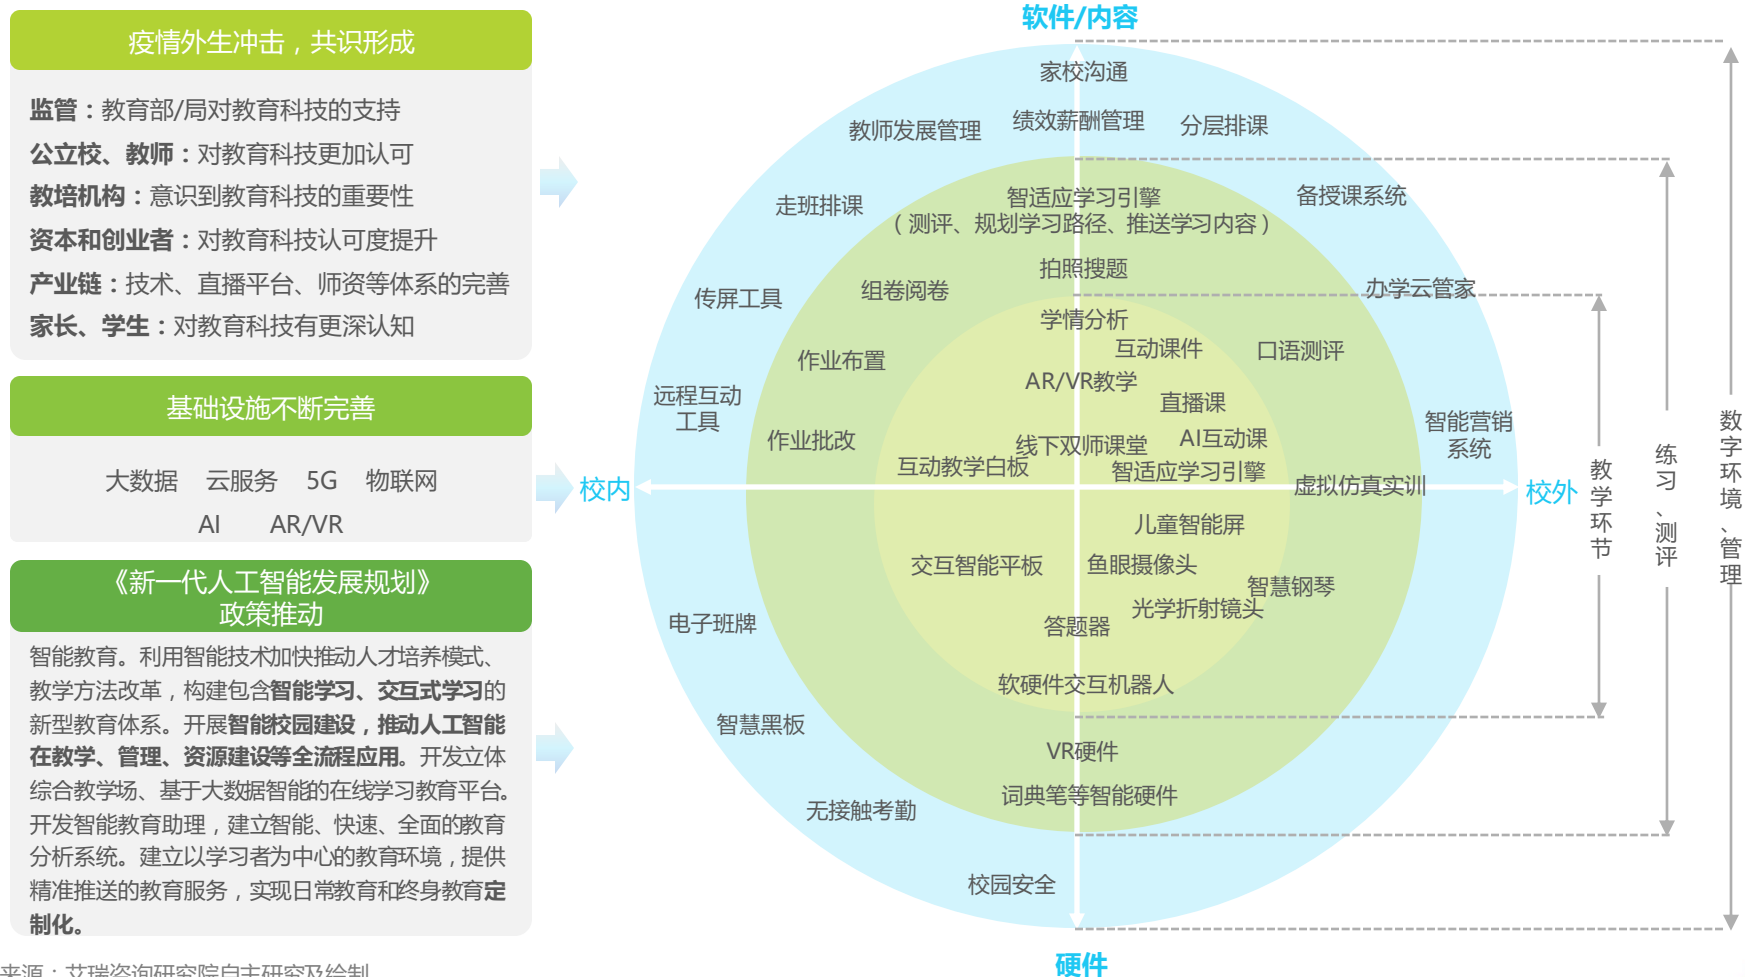 疫情外生冲击，共识形成
监管：教育部/局对教育科技的支持
公立校、教师：对教育科技更加认可
教培机构：意识到教育科技的重要性
资本和创业者：对教育科技认可度提升
产业链：技术、直播平台、师资等体系的完善
家长、学生：对教育科技有更深认知
基础设施不断完善
大数据 云服务 5G 物联网
AI AR/VR
《新一代人工智能发展规划》
政策推动
智能教育。利用智能技术加快推动人才培养模式、
教学方法改革，构建包含智能学习、交互式学习的
新型教育体系。开展智能校园建设，推动人工智能
在教学、管理、资源建设等全流程应用。开发立体
综合教学场、基于大数据智能的在线学习教育平台。
开发智能教育助理，建立智能、快速、全面的教育
分析系统。建立以学习者为中心的教育环境，提供
精准推送的教育服务，实现日常教育和终身教育定
制化。
软件/内容
家校沟通
绩效薪酬管理
教师发展管理
分层排课
走班排课
备授课系统
智适应学习引擎
（测评、规划学习路径、推送学习内容）
拍照搜题
组卷阅卷
传屏工具
办学云管家
学情分析
互动课件
口语测评
作业布置
AR/VR教学
远程互动
工具
直播课
智能营销
系统
作业批改
线下双师课堂
AI互动课
互动教学白板
智适应学习引擎
校内
虚拟仿真实训
校外
儿童智能屏
交互智能平板
鱼眼摄像头
智慧钢琴
光学折射镜头
电子班牌
答题器
软硬件交互机器人
智慧黑板
VR硬件
词典笔等智能硬件
无接触考勤
校园安全
硬件
教学环节
练习、测评
数字环境、管理
来源：艾瑞咨询研究院自主研究及绘制